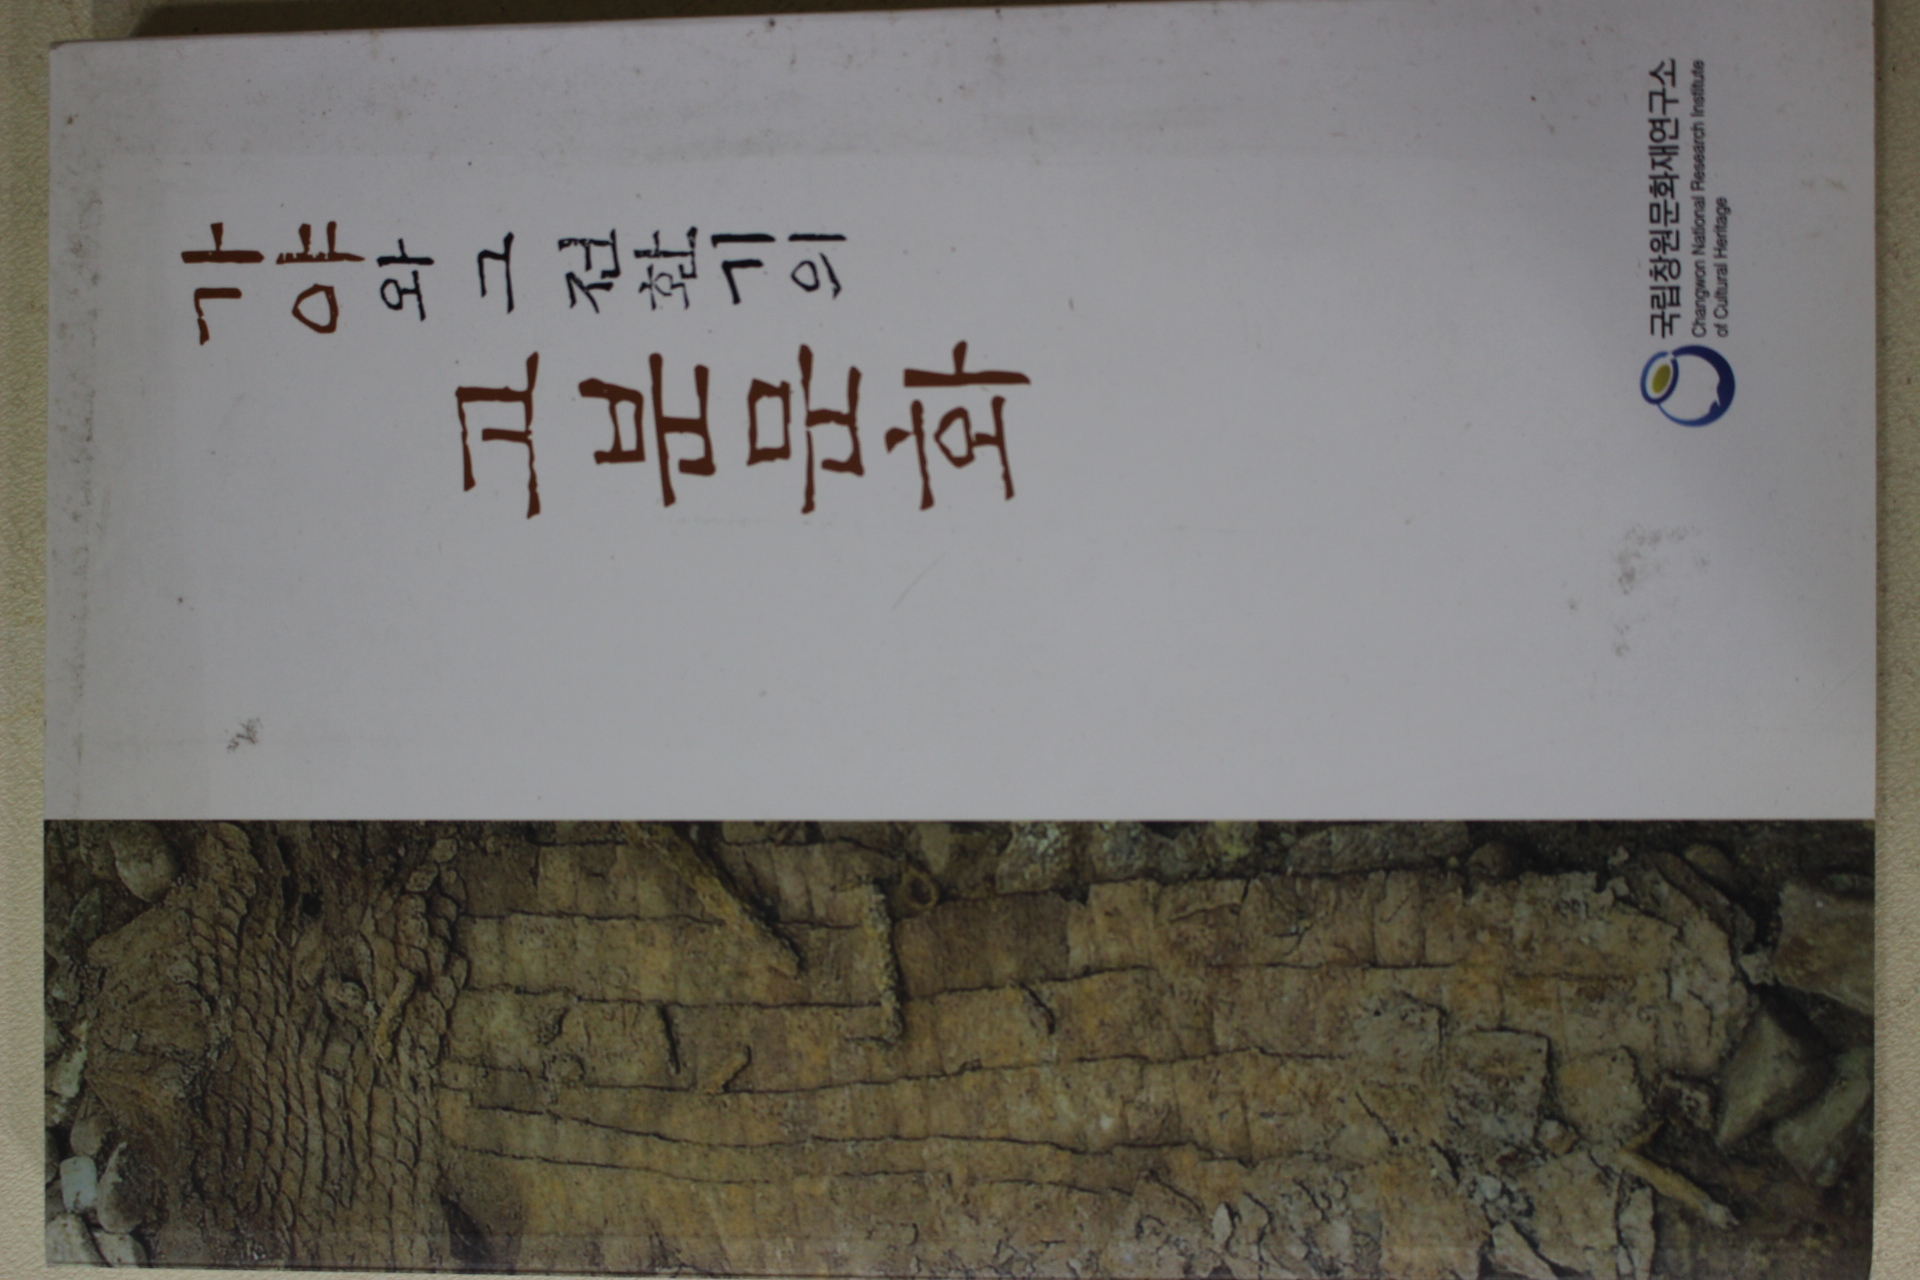 가야와 그 전환기의
고분문화
국립창원문화재연구소
Changwon National Research Institute
of Cultural Heritage